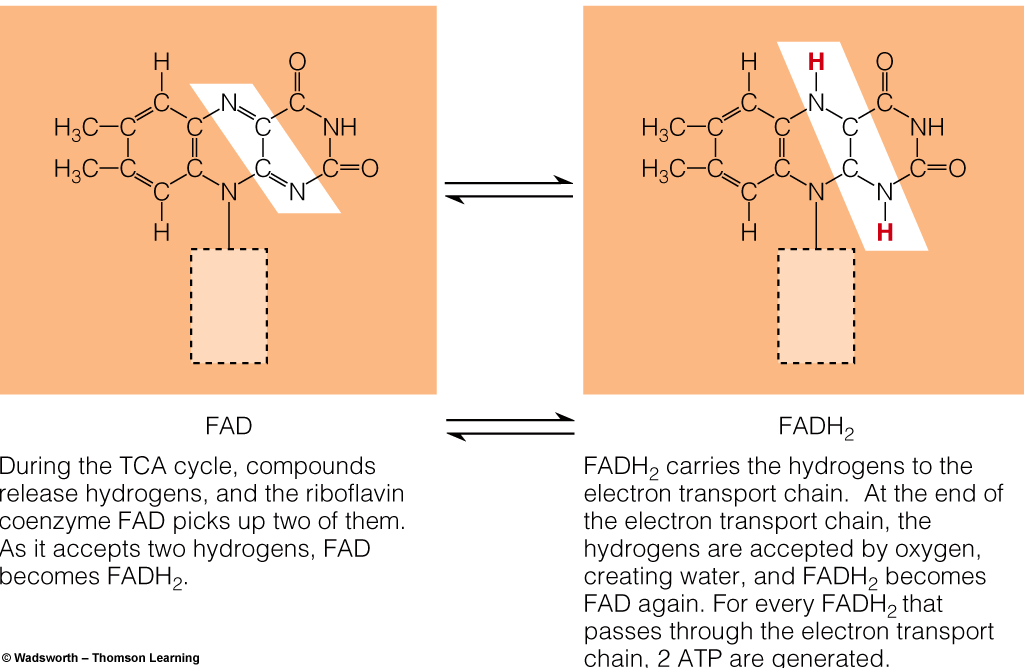 H O H O
N C C H N C C
H₃C C C C NH H₃C C C C NH
H₃C C C C C=O H₃C C C C C=O
C N N C N N
H H H
FAD
During the TCA cycle, compounds
release hydrogens, and the riboflavin
coenzyme FAD picks up two of them.
As it accepts two hydrogens, FAD
becomes FADH₂.
FADH₂
FADH₂ carries the hydrogens to the
electron transport chain. At the end of
the electron transport chain, the
hydrogens are accepted by oxygen,
creating water, and FADH₂ becomes
FAD again. For every FADH₂ that
passes through the electron transport
chain, 2 ATP are generated.
© Wadsworth – Thomson Learning